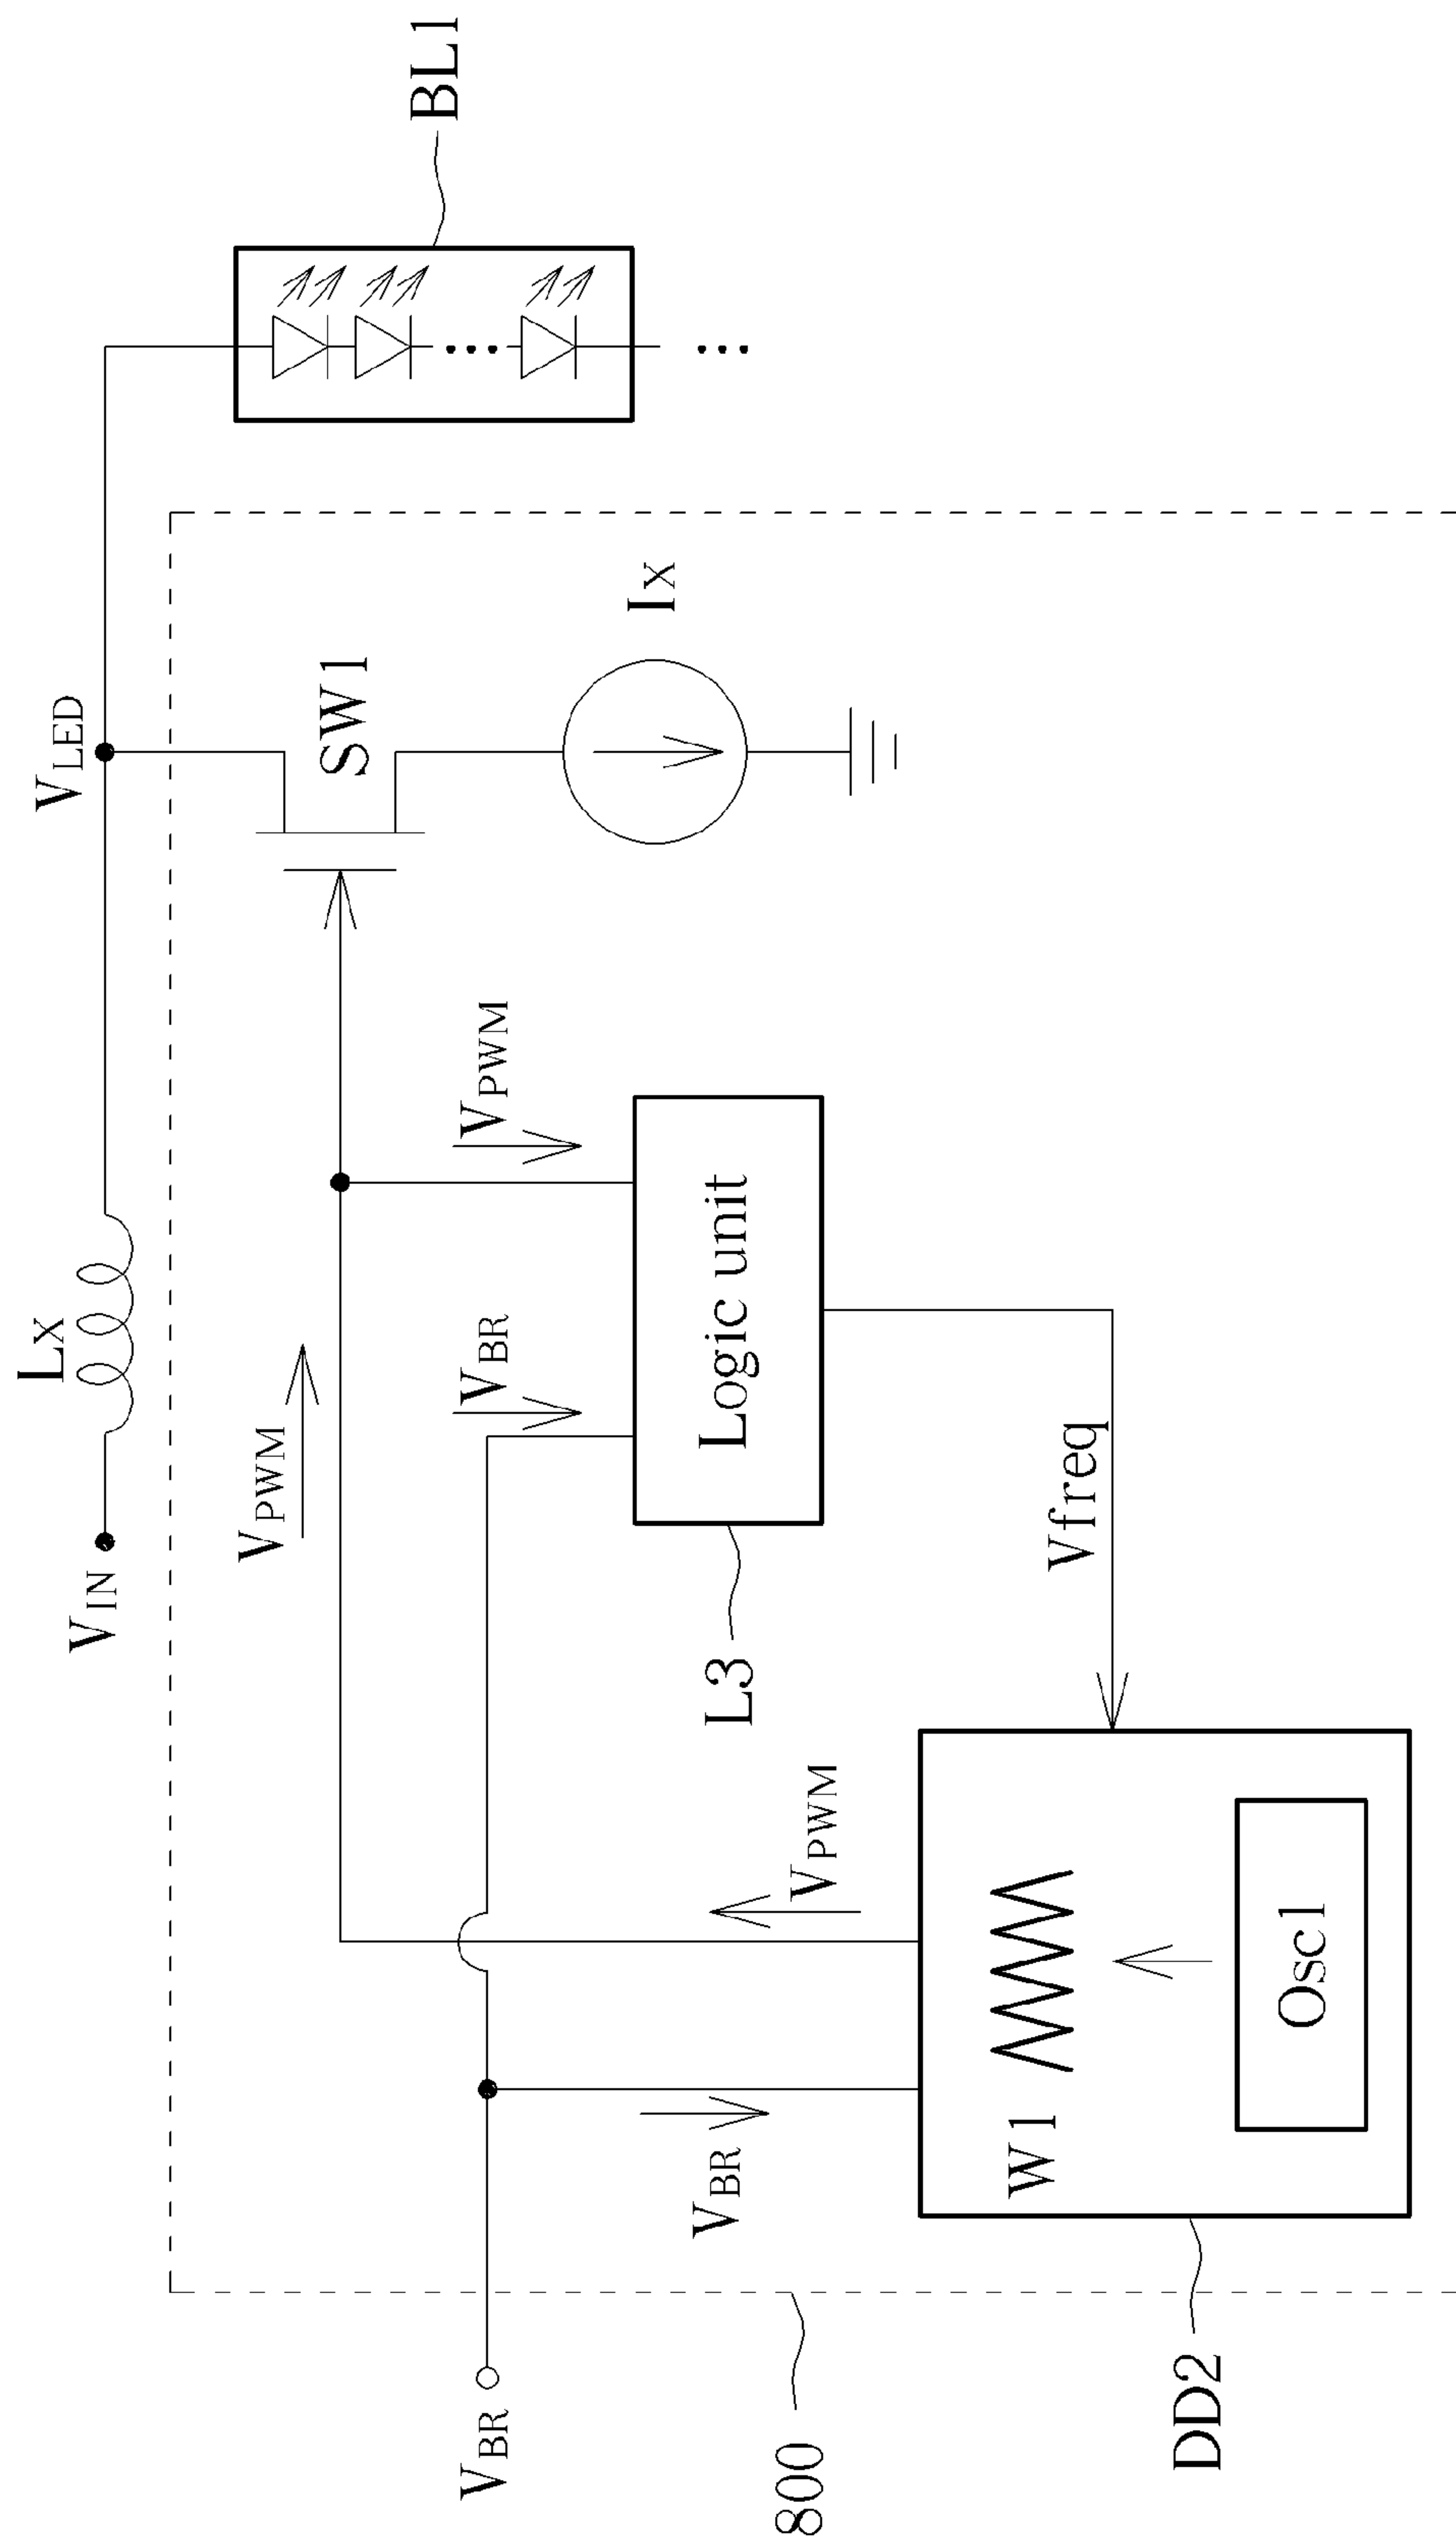 VIN
LX
VLED
BL1
VPWM
SW1
IX
VBR
VBR
VPWM
L3
Logic unit
VBR
VPWM
Vfreq
800
W1
Osc1
DD2